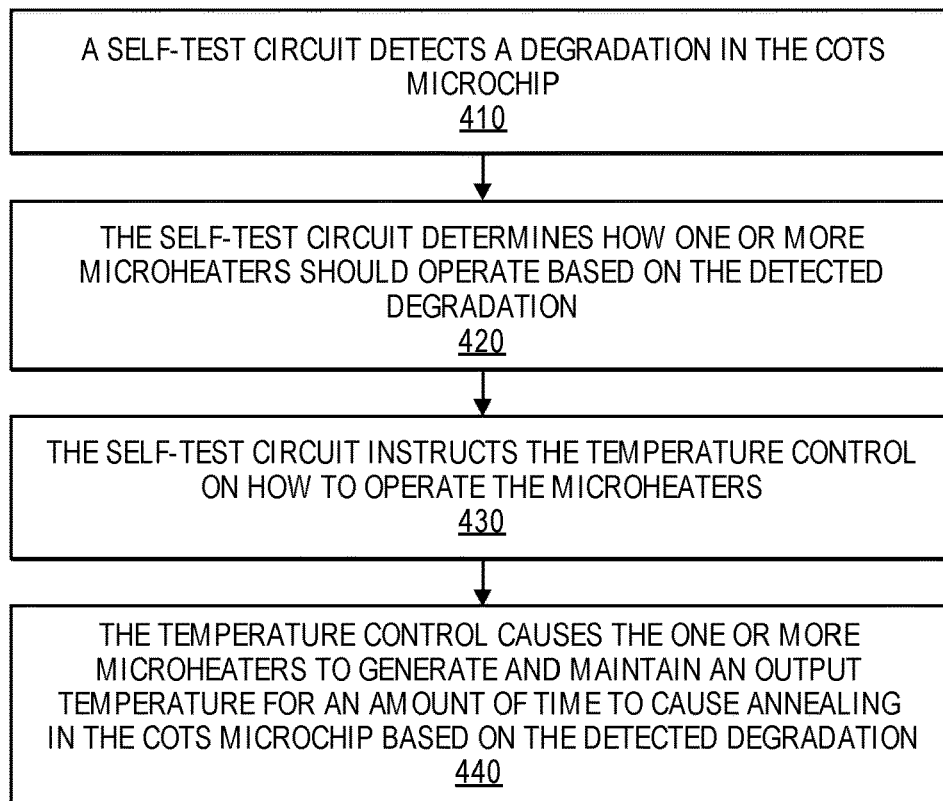 A SELF-TEST CIRCUIT DETECTS A DEGRADATION IN THE COTS
MICROCHIP
410
THE SELF-TEST CIRCUIT DETERMINES HOW ONE OR MORE
MICROHEATERS SHOULD OPERATE BASED ON THE DETECTED
DEGRADATION
420
THE SELF-TEST CIRCUIT INSTRUCTS THE TEMPERATURE CONTROL
ON HOW TO OPERATE THE MICROHEATERS
430
THE TEMPERATURE CONTROL CAUSES THE ONE OR MORE
MICROHEATERS TO GENERATE AND MAINTAIN AN OUTPUT
TEMPERATURE FOR AN AMOUNT OF TIME TO CAUSE ANNEALING
IN THE COTS MICROCHIP BASED ON THE DETECTED DEGRADATION
440